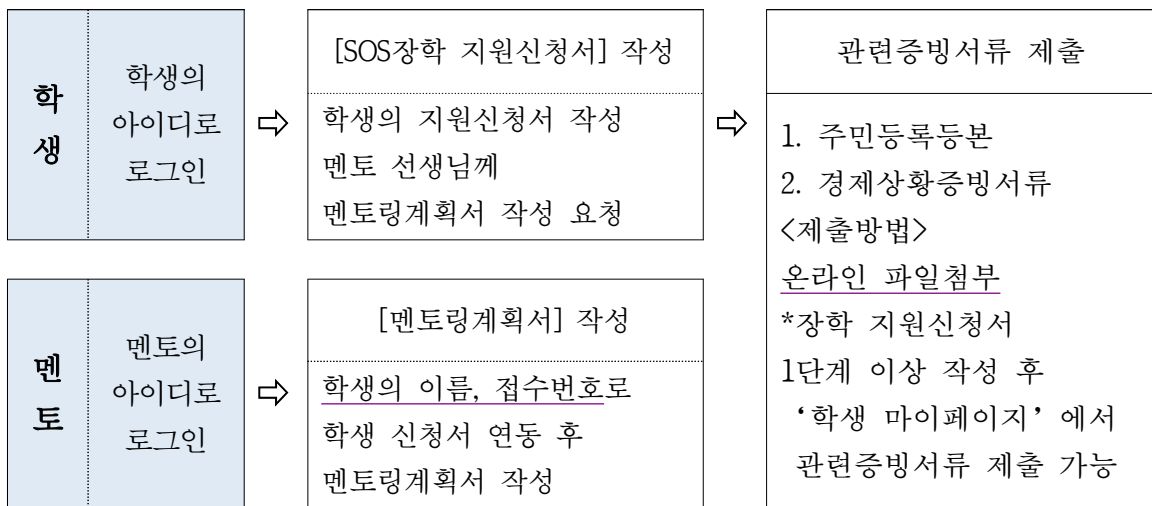 학생
학생의
아이디로
로그인
⇨
[SOS장학 지원신청서] 작성
학생의 지원신청서 작성
멘토 선생님께
멘토링계획서 작성 요청
⇨
관련증빙서류 제출
1. 주민등록등본
2. 경제상황증빙서류
<제출방법>
온라인 파일첨부
*장학 지원신청서
1단계 이상 작성 후
‘학생 마이페이지’ 에서
관련증빙서류 제출 가능
멘토
멘토의
아이디로
로그인
⇨
[멘토링계획서] 작성
학생의 이름, 접수번호로
학생 신청서 연동 후
멘토링계획서 작성